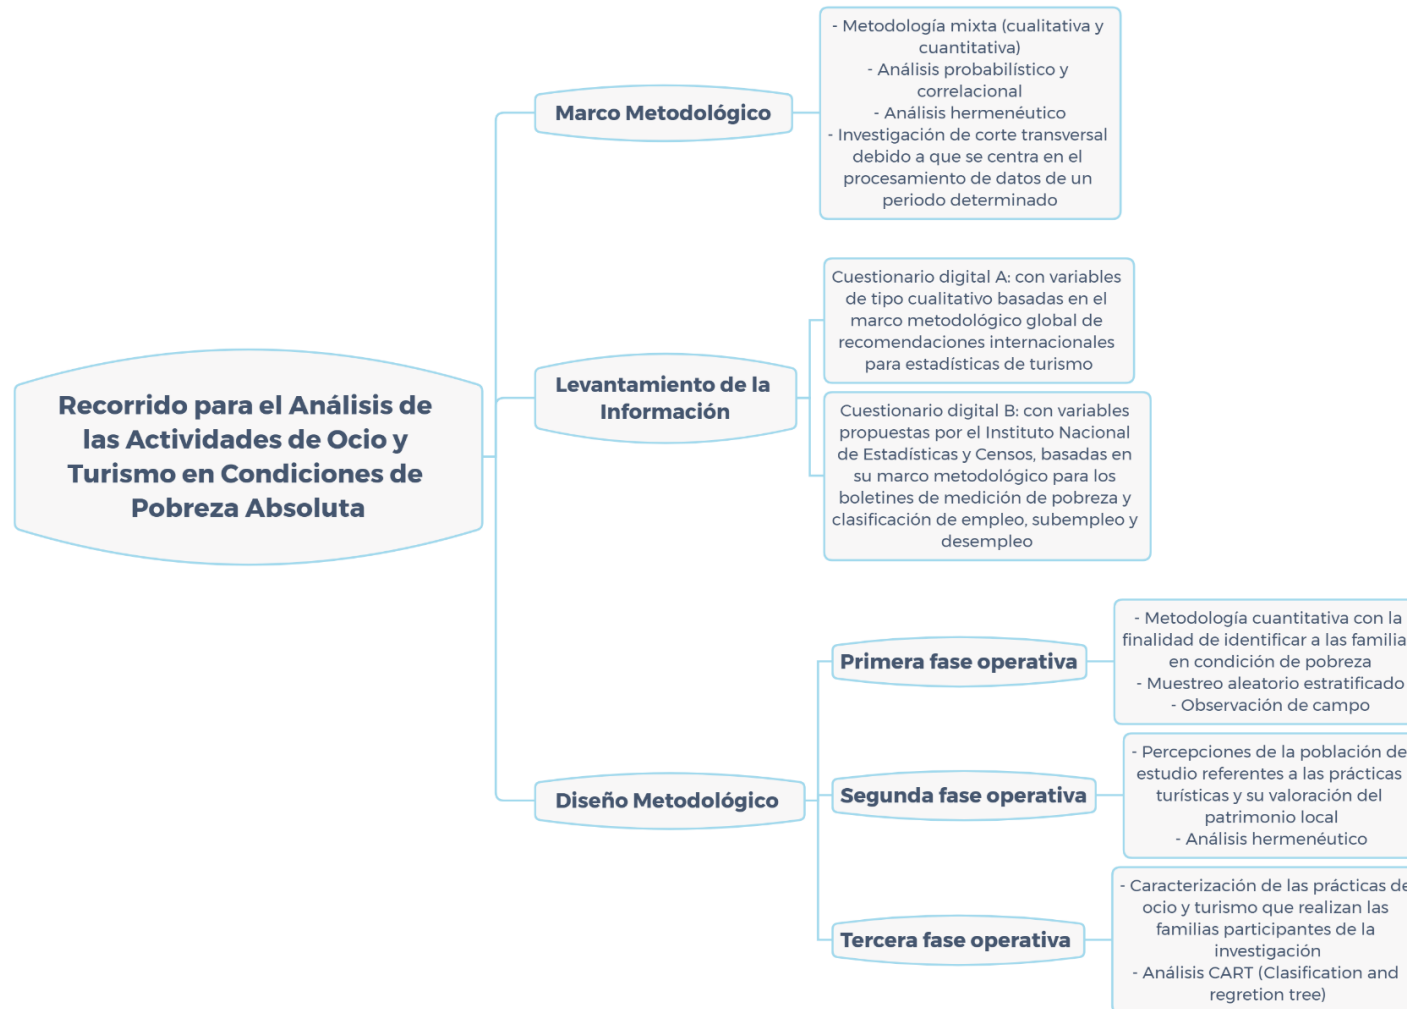 Recorrido para el Análisis de
las Actividades de Ocio y
Turismo en Condiciones de
Pobreza Absoluta
Marco Metodológico
- Metodología mixta (cualitativa y
cuantitativa)
- Análisis probabilístico y
correlacional
- Análisis hermenéutico
- Investigación de corte transversal
debido a que se centra en el
procesamiento de datos de un
periodo determinado
Levantamiento de la
Información
Cuestionario digital A: con variables
de tipo cualitativo basadas en el
marco metodológico global de
recomendaciones internacionales
para estadísticas de turismo
Cuestionario digital B: con variables
propuestas por el Instituto Nacional
de Estadísticas y Censos, basadas en
su marco metodológico para los
boletines de medición de pobreza y
clasificación de empleo, subempleo y
desempleo
Diseño Metodológico
Primera fase operativa
- Metodología cuantitativa con la
finalidad de identificar a las familia
en condición de pobreza
- Muestreo aleatorio estratificado
- Observación de campo
Segunda fase operativa
- Percepciones de la población de
estudio referentes a las prácticas
turísticas y su valoración del
patrimonio local
- Análisis hermenéutico
Tercera fase operativa
- Caracterización de las prácticas de
ocio y turismo que realizan las
familias participantes de la
investigación
- Análisis CART (Clasification and
regretion tree)